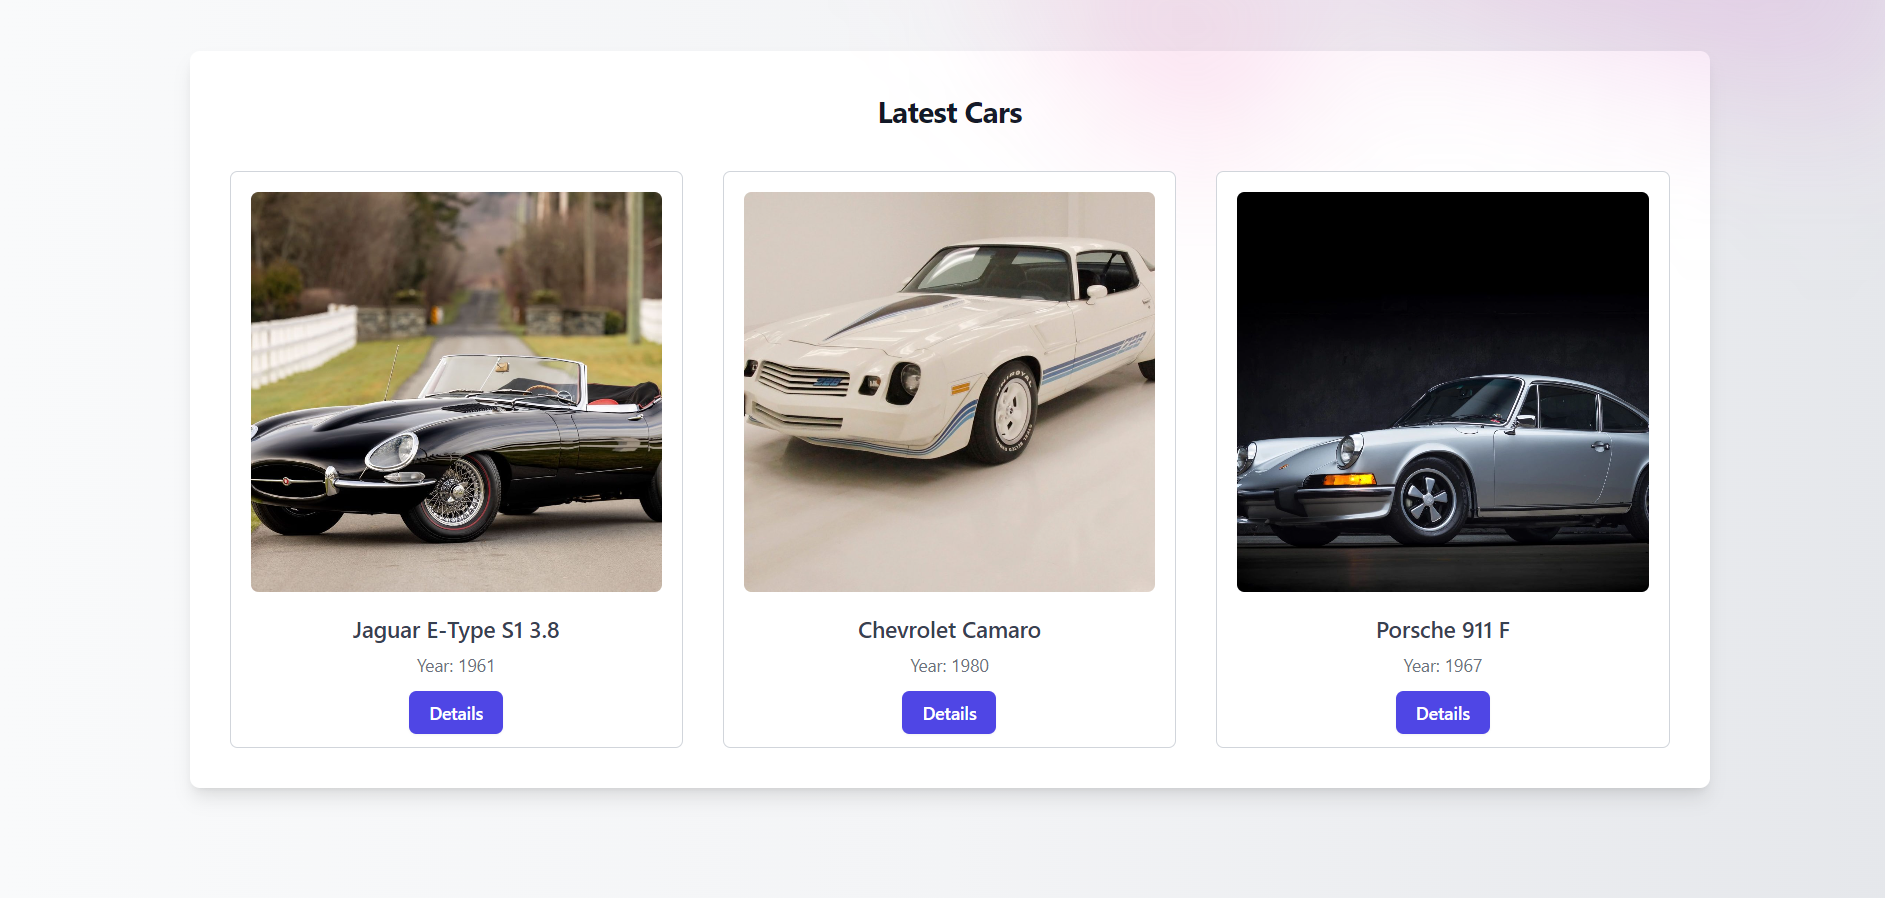 Latest Cars
Jaguar E-Type S1 3.8
Year: 1961
Details
Chevrolet Camaro
Year: 1980
Details
Porsche 911 F
Year: 1967
Details